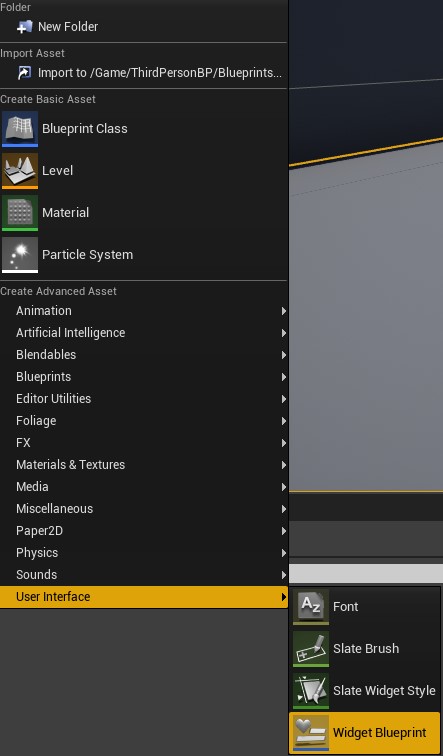 Folder
New Folder
Import Asset
Import to /Game/ThirdPersonBP/Blueprints...
Create Basic Asset
Blueprint Class
Level
Material
Particle System
Create Advanced Asset
Animation
Artificial Intelligence
Blendables
Blueprints
Editor Utilities
Foliage
FX
Materials & Textures
Media
Miscellaneous
Paper2D
Physics
Sounds
User Interface
Font
Slate Brush
Slate Widget Style
Widget Blueprint